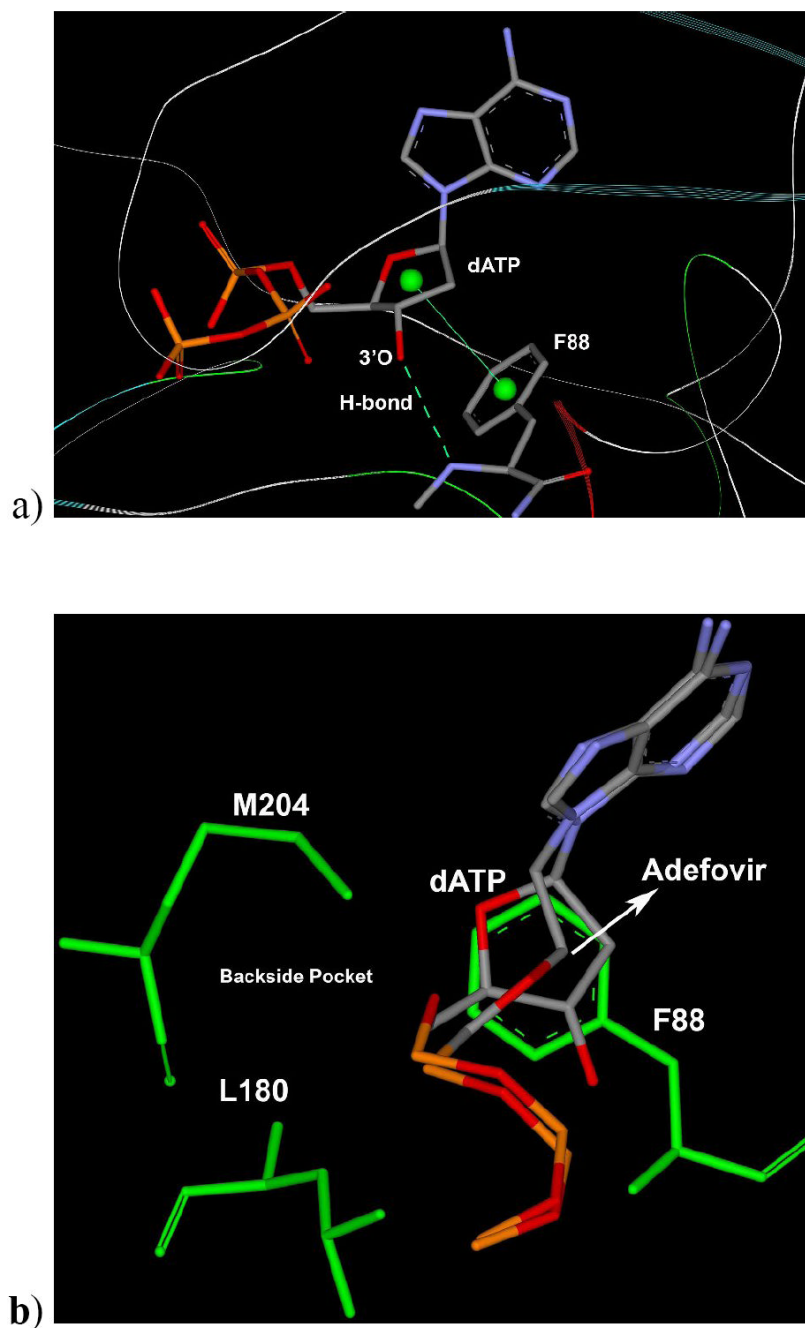 dATP
F88
3'O
H-bond
a)
M204
dATP
Adefovir
Backside Pocket
F88
L180
b)